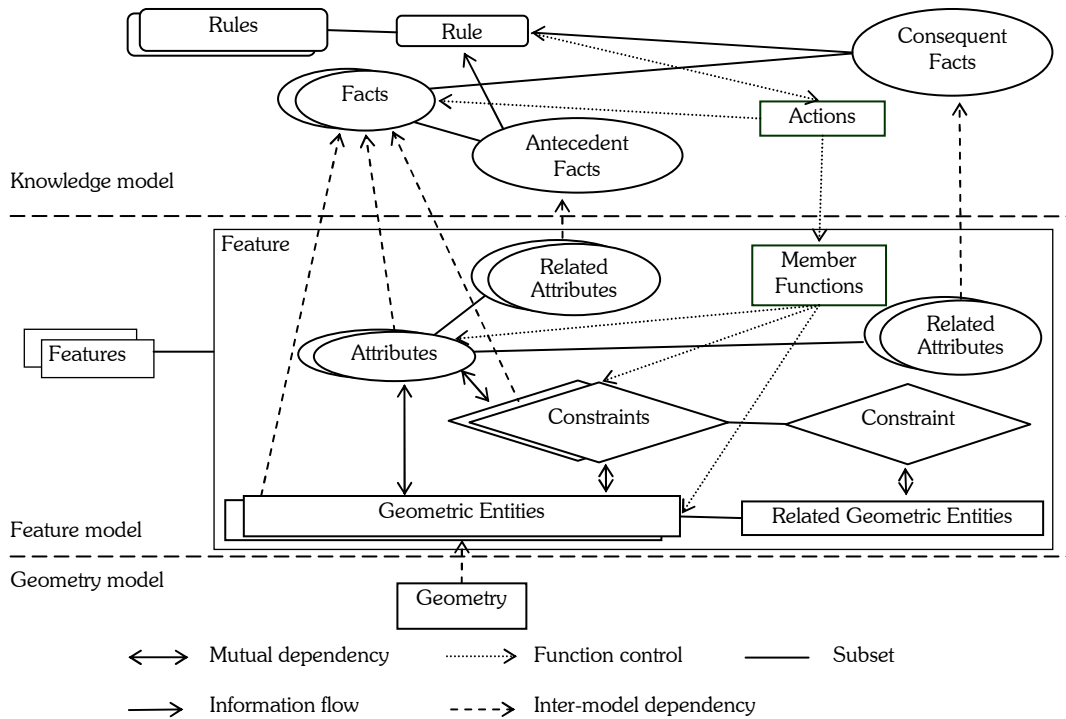 Rules
Rule
Consequent
Facts
Facts
Actions
Antecedent
Facts
Knowledge model
Feature
Member
Functions
Related
Attributes
Related
Attributes
Features
Attributes
Constraints
Constraint
Geometric Entities
Related Geometric Entities
Feature model
Geometry model
Geometry
Mutual dependency
Function control
Subset
Information flow
Inter-model dependency